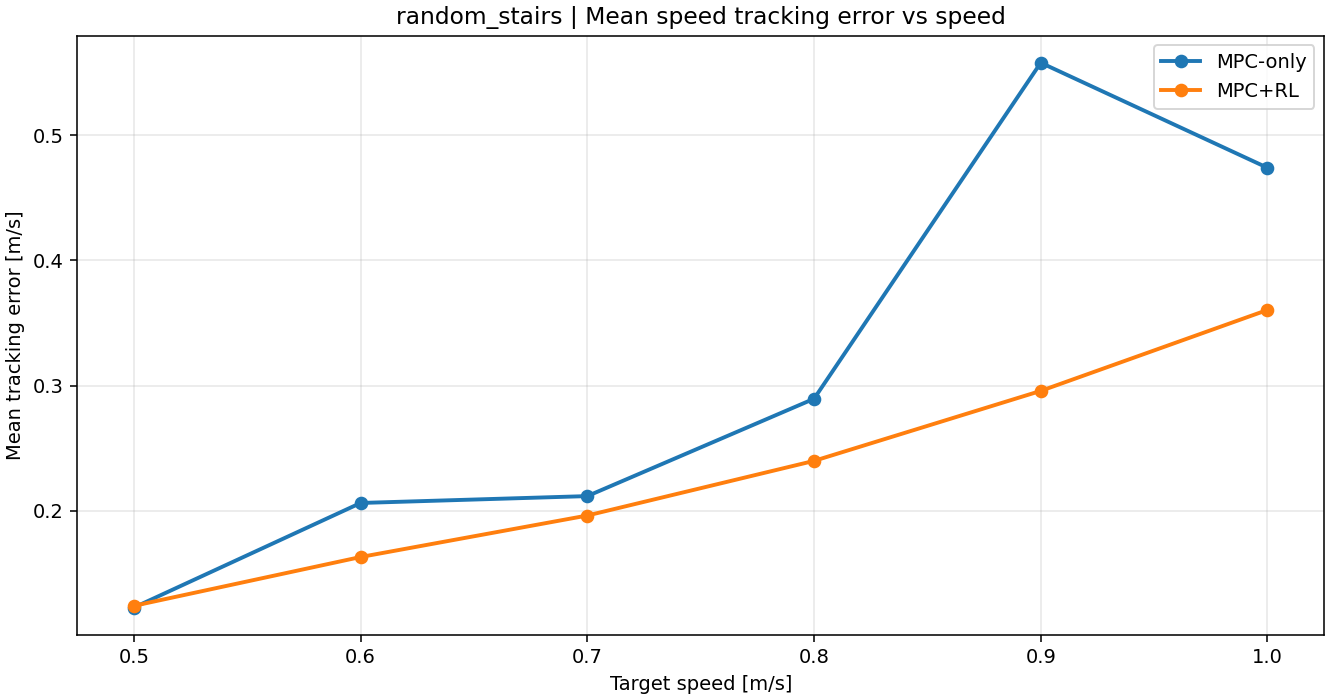 random_stairs | Mean speed tracking error vs speed
MPC-only
MPC+RL
Mean tracking error [m/s]
0.5
0.4
0.3
0.2
0.5 0.6 0.7 0.8 0.9 1.0
Target speed [m/s]